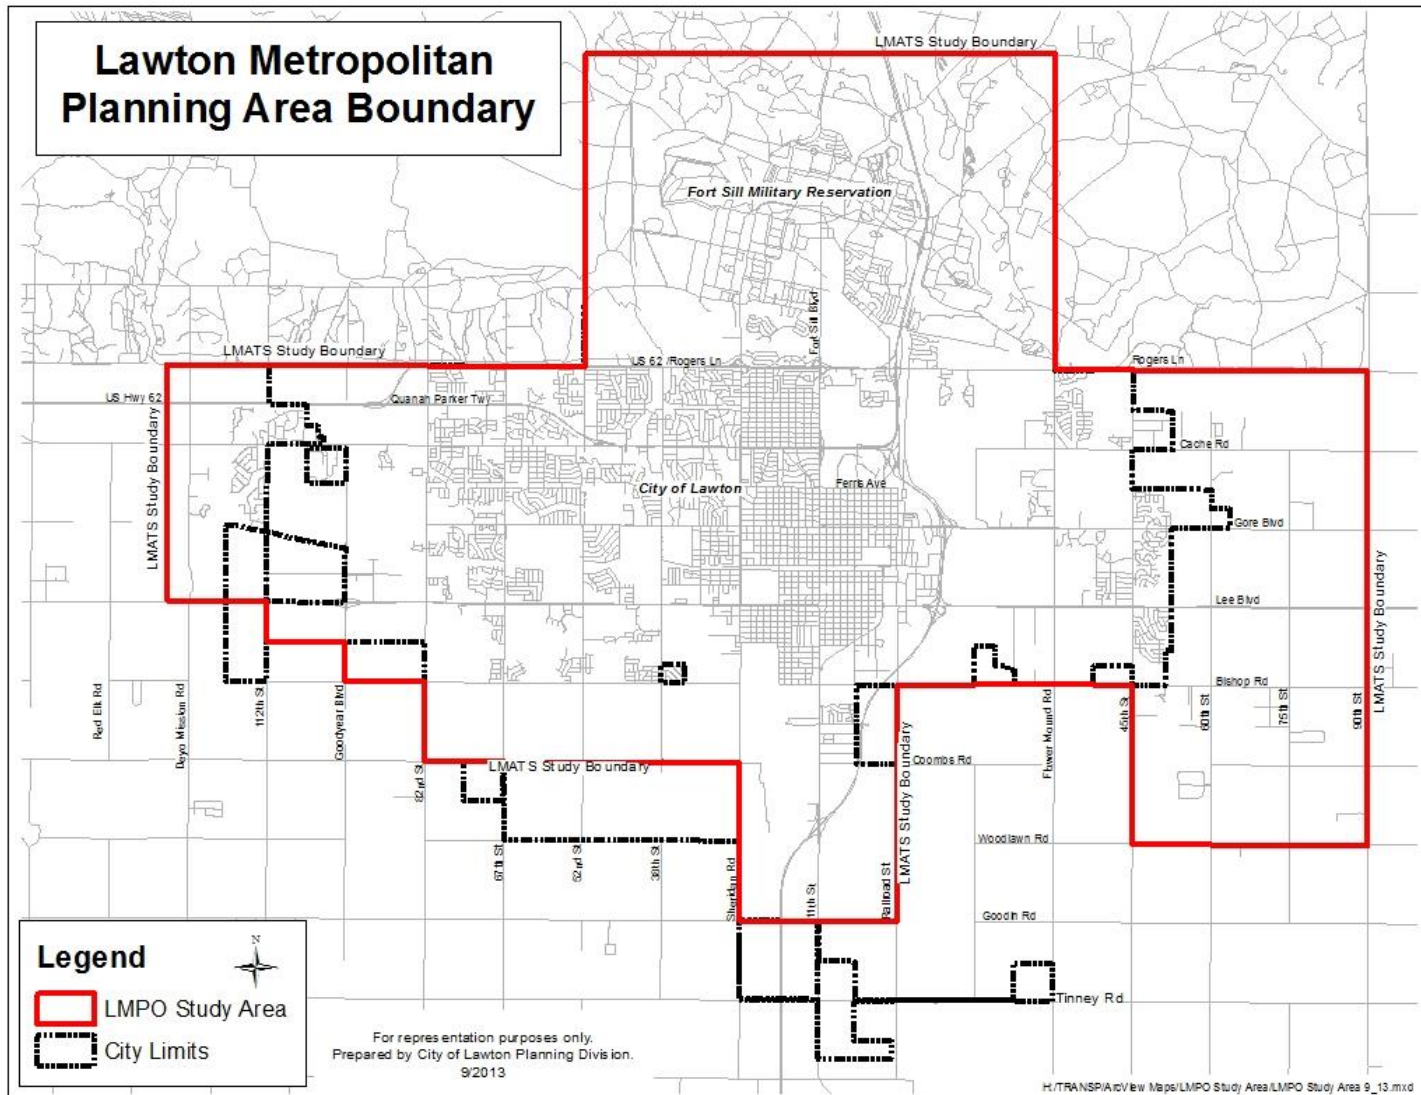 Lawton Metropolitan
Planning Area Boundary
LMATS Study Boundary
Fort Sill Military Reservation
Fort Sill Blvd
LMATS Study Boundary
US 62 /Rogers Ln
Rogers Ln
US Hwy 62
Quanah Parker Twy
LMATS Study Boundary
Cache Rd
City of Lawton
Ferris Ave
Gore Blvd
Lee Blvd
LMATS Study Boundary
Bishop Rd
Red Elk Rd
Deyo Mission Rd
112th St
Goodyear Blvd
82nd St
LMATS Study Boundary
LMATS Study Boundary
Coombs Rd
Flower Mound Rd
45th St
60th St
75th St
90th St
67th St
52nd St
38th St
Sheridan Rd
11th St
Railroad St
Woodlawn Rd
Goodin Rd
Tinney Rd
Legend
N
LMPO Study Area
City Limits
For representation purposes only.
Prepared by City of Lawton Planning Division.
9/2013
H:/TRANSP/ArcView Maps/LMPO Study Area/LMPO Study Area 9_13.mxd